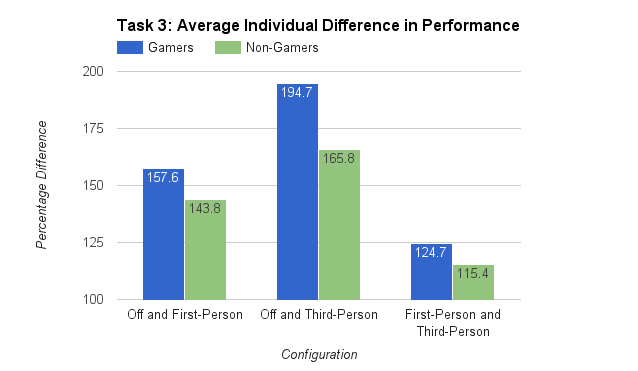 Task 3: Average Individual Difference in Performance
Gamers Non-Gamers
Percentage Difference
200
175
150
125
100
157.6
143.8
194.7
165.8
124.7
115.4
Off and First-Person
Off and Third-Person
First-Person and
Third-Person
Configuration